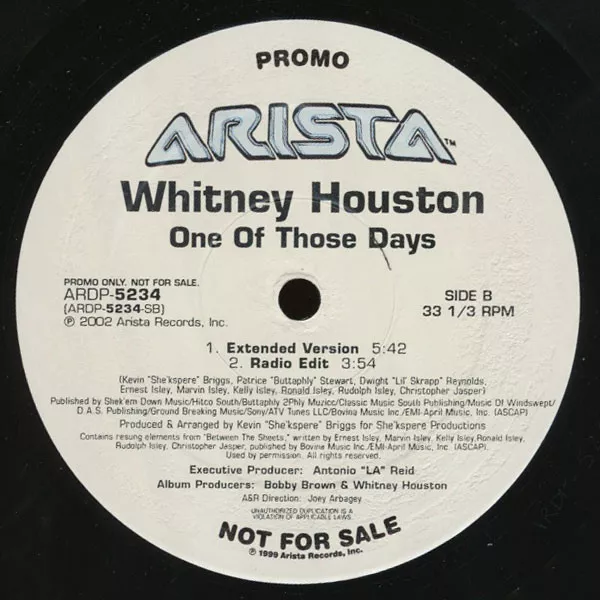 PROMO
ARISTA™
Whitney Houston
One Of Those Days
PROMO ONLY. NOT FOR SALE.
ARDP-5234
(ARDP-5234-SB)
℗ 2002 Arista Records, Inc.
SIDE B
33 1/3 RPM
1. Extended Version 5:42
2. Radio Edit 3:54
(Kevin "She'kspere" Briggs, Patrice "Buttaphly" Stewart, Dwight "Lil' Skrapp" Reynolds,
Ernest Isley, Marvin Isley, Kelly Isley, Ronald Isley, Rudolph Isley, Christopher Jasper)
Published by Shek'em Down Music/Hitco South/Buttaphly 2Phly Muzicc/Classic Music South Publishing/Music Of Windswept/
D.A.S. Publishing/Ground Breaking Music/Sony/ATV Tunes LLC/Bovina Music Inc./EMI-April Music, Inc. (ASCAP)
Produced & Arranged by Kevin "She'kspere" Briggs for She'kspere Productions
Contains resung elements from "Between The Sheets," written by Ernest Isley, Marvin Isley, Kelly Isley, Ronald Isley,
Rudolph Isley, Christopher Jasper, published by Bovina Music Inc./EMI-April Music, Inc. (ASCAP).
Used by permission. All rights reserved.
Executive Producer: Antonio "LA" Reid
Album Producers: Bobby Brown & Whitney Houston
A&R Direction: Joey Arbagey
UNAUTHORIZED DUPLICATION IS A
VIOLATION OF APPLICABLE LAWS.
NOT FOR SALE
℗ 1999 Arista Records, Inc.